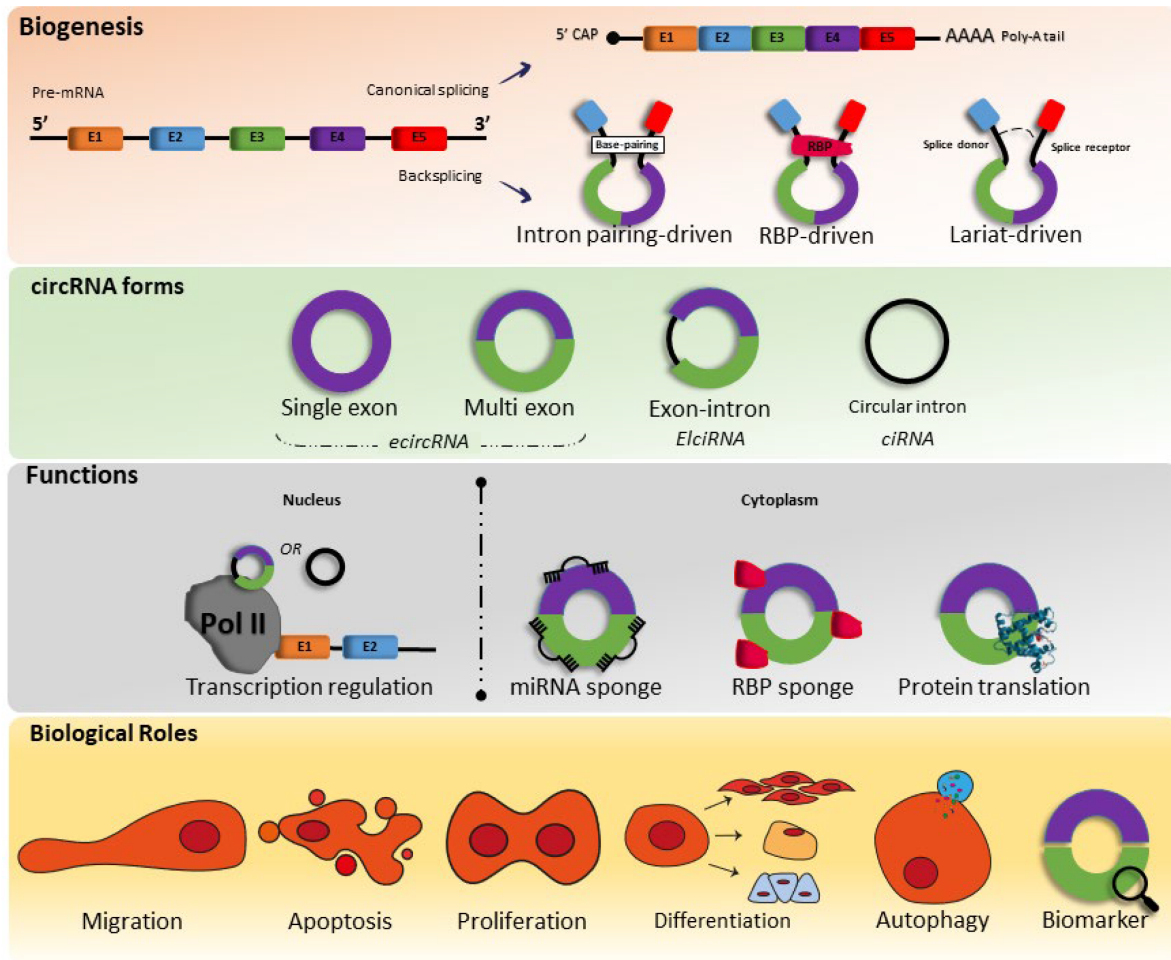 Biogenesis
5’ CAP
E1 E2 E3 E4 E5
AAAA Poly-A tail
Pre-mRNA
Canonical splicing
5’ 3’
E1 E2 E3 E4 E5
Backsplicing
Base-pairing
RBP
Splice donor
Splice receptor
Intron pairing-driven
RBP-driven
Lariat-driven
circRNA forms
Single exon
Multi exon
Exon-intron
Circular intron
ecircRNA
ElciRNA
ciRNA
Functions
Nucleus
Cytoplasm
OR
Pol II
E1 E2
Transcription regulation
miRNA sponge
RBP sponge
Protein translation
Biological Roles
Migration
Apoptosis
Proliferation
Differentiation
Autophagy
Biomarker